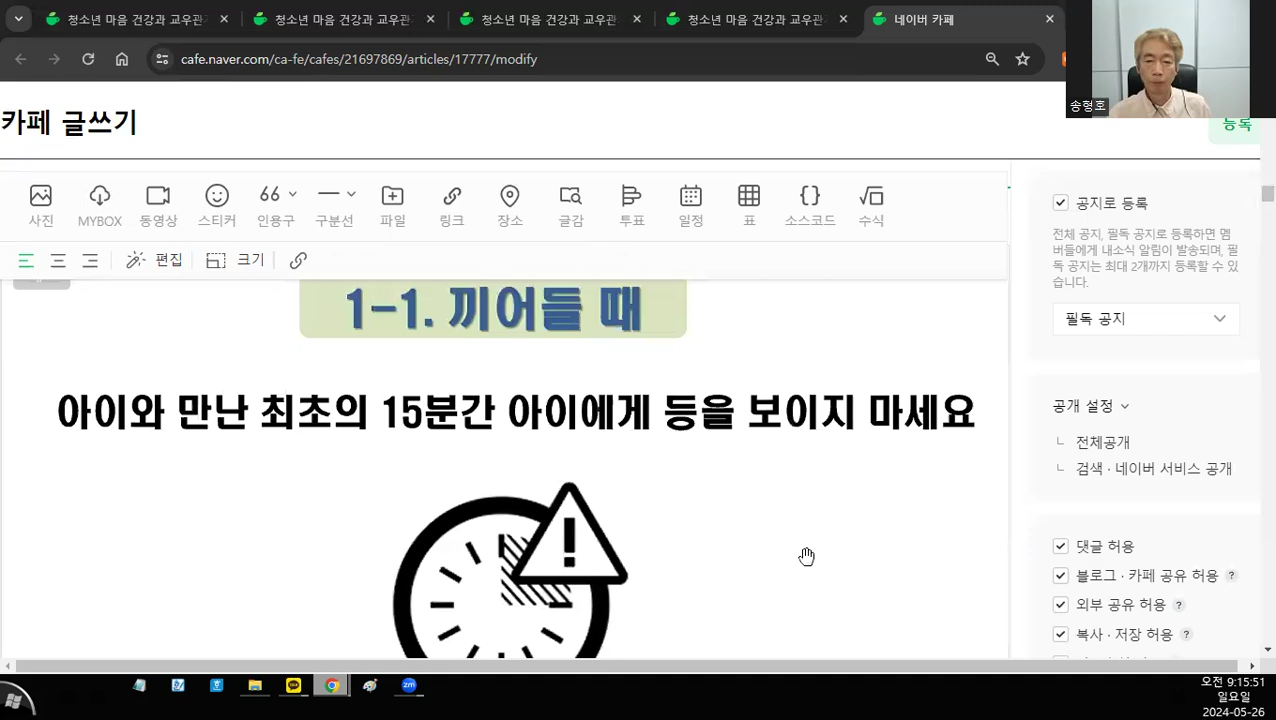 청소년 마음 건강과 교우관
청소년 마음 건강과 교우관
청소년 마음 건강과 교우관
청소년 마음 건강과 교우관
네이버 카페
cafe.naver.com/ca-fe/cafes/21697869/articles/17777/modify
송형호
카페 글쓰기
등록
사진
MYBOX
동영상
스티커
인용구
구분선
파일
링크
장소
글감
투표
일정
표
소스코드
수식
편집
크기
1-1. 끼어들 때
아이와 만난 최초의 15분간 아이에게 등을 보이지 마세요
공지로 등록
전체 공지, 필독 공지로 등록하면 멤
버들에게 내소식 알림이 발송되며, 필
독 공지는 최대 2개까지 등록할 수 있
습니다.
필독 공지
공개 설정
전체공개
검색 · 네이버 서비스 공개
댓글 허용
블로그 · 카페 공유 허용 ?
외부 공유 허용 ?
복사 · 저장 허용 ?
오전 9:15:51
일요일
2024-05-26